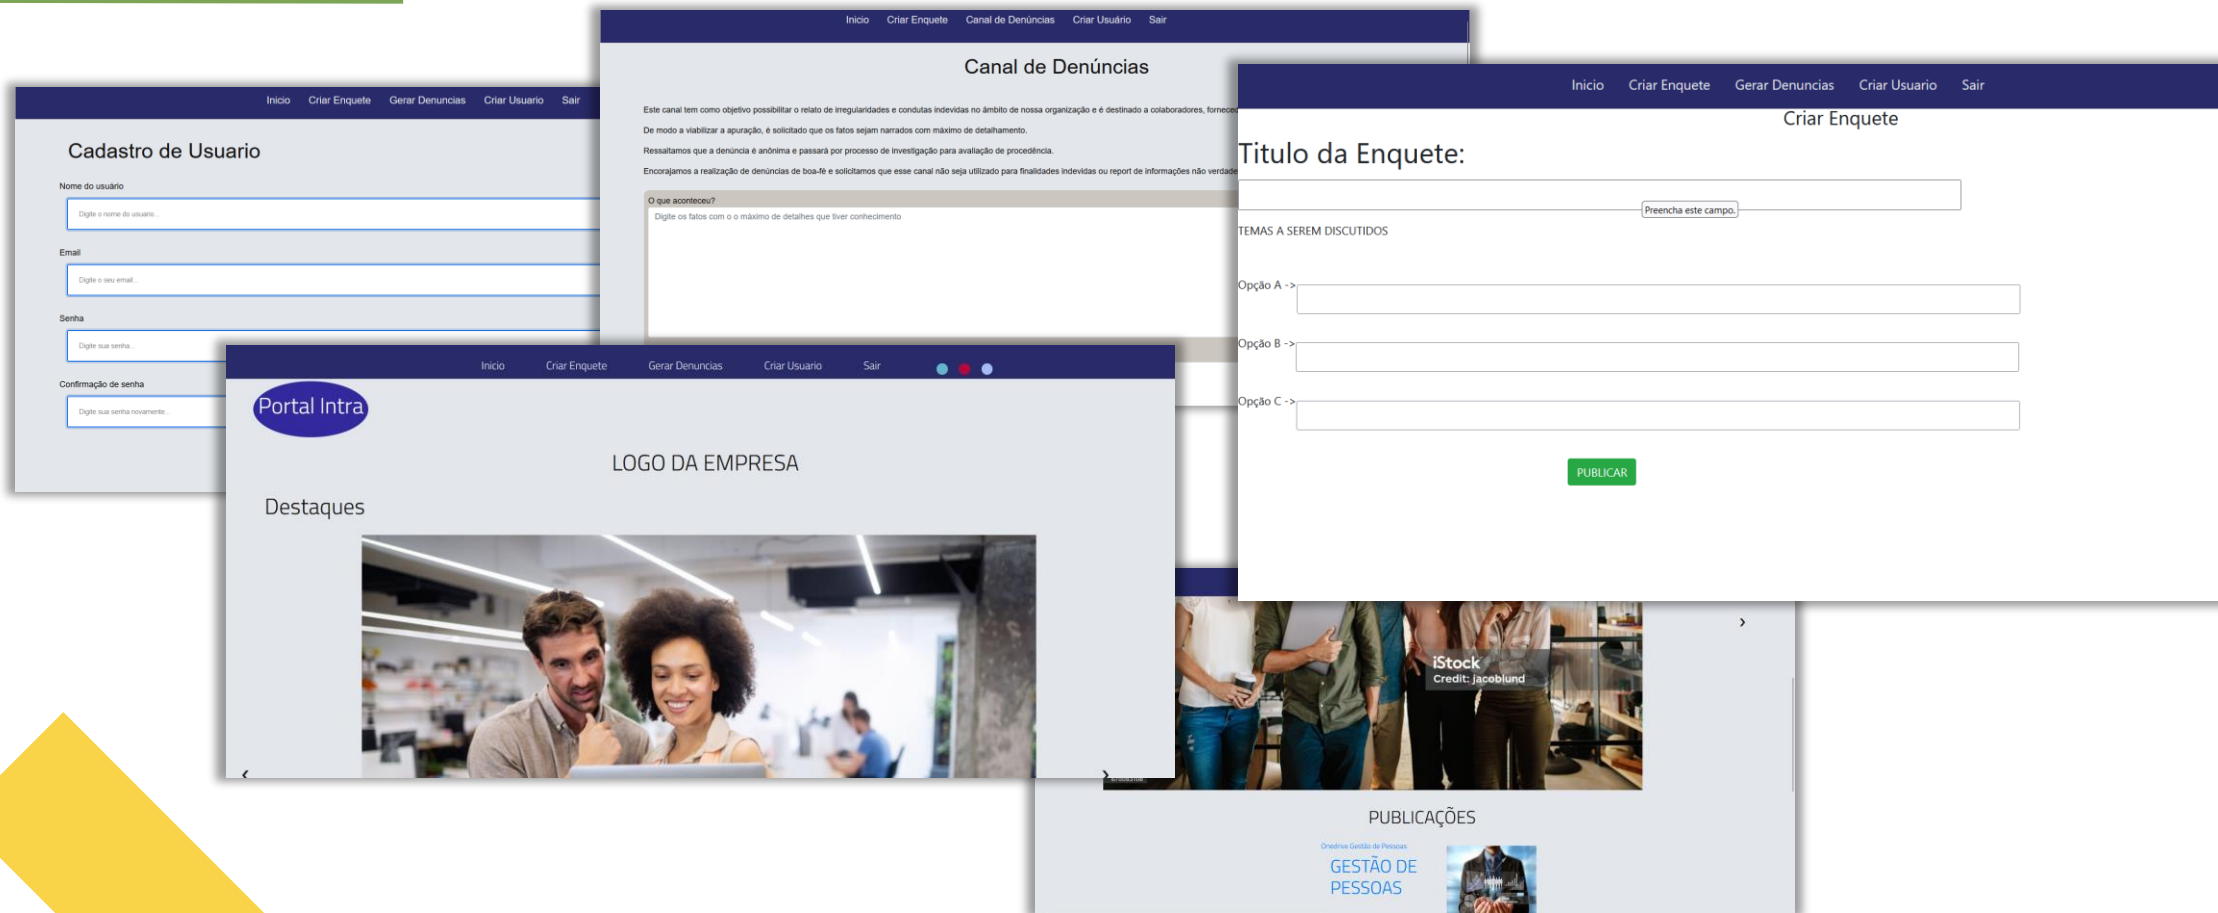 Inicio Criar Enquete Canal de Denúncias Criar Usuário Sair
Canal de Denúncias
Este canal tem como objetivo possibilitar o relato de irregularidades e condutas indevidas no âmbito de nossa organização e é destinado a colaboradores,
De modo a viabilizar a apuração, é solicitado que os fatos sejam narrados com máximo de detalhamento.
Ressaltamos que a denúncia é anônima e passará por processo de investigação para avaliação de procedência.
Encorajamos a realização de denúncias de boa-fé e solicitamos que esse canal não seja utilizado para finalidades indevidas ou report de informações não
O que aconteceu?
Digite os fatos com o o máximo de detalhes que tiver conhecimento
Inicio Criar Enquete Gerar Denuncias Criar Usuario Sair
Cadastro de Usuario
Nome do usuário
Digite o nome do usuario...
Email
Digite o seu email...
Senha
Digite sua senha...
Confirmação de senha
Digite sua senha novamente...
Inicio Criar Enquete Gerar Denuncias Criar Usuario Sair
Criar Enquete
Titulo da Enquete:
Preencha este campo.
TEMAS A SEREM DISCUTIDOS
Opção A ->
Opção B ->
Opção C ->
PUBLICAR
Inicio Criar Enquete Gerar Denuncias Criar Usuario Sair
Portal Intra
LOGO DA EMPRESA
Destaques
iStock
Credit: jacoblund
PUBLICAÇÕES
Onedrive Gestão de Pessoas
GESTÃO DE
PESSOAS